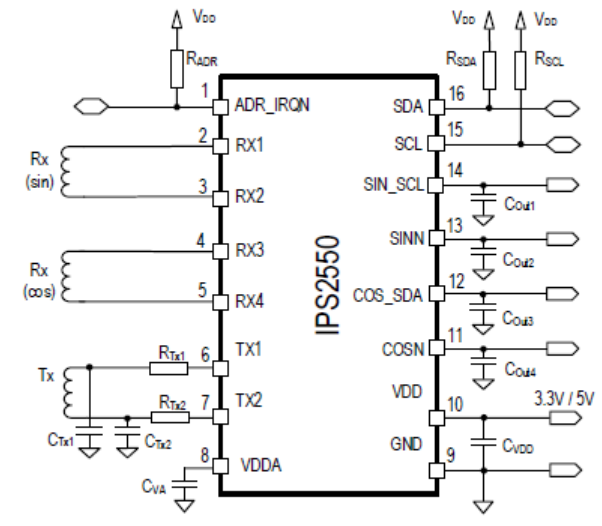 VDD
VDD
VDD
RADR
RSDA
RSCL
1
ADR_IRQN
SDA
16
2
RX1
SCL
15
Rx
(sin)
3
RX2
SIN_SCL
14
COut1
4
RX3
SINN
13
COut2
Rx
(cos)
5
RX4
COS_SDA
12
COut3
IPS2550
RTx1
6
TX1
COSN
11
COut4
Tx
RTx2
7
TX2
VDD
10
3.3V / 5V
CTx1
CTx2
8
VDDA
GND
9
CVDD
CVA